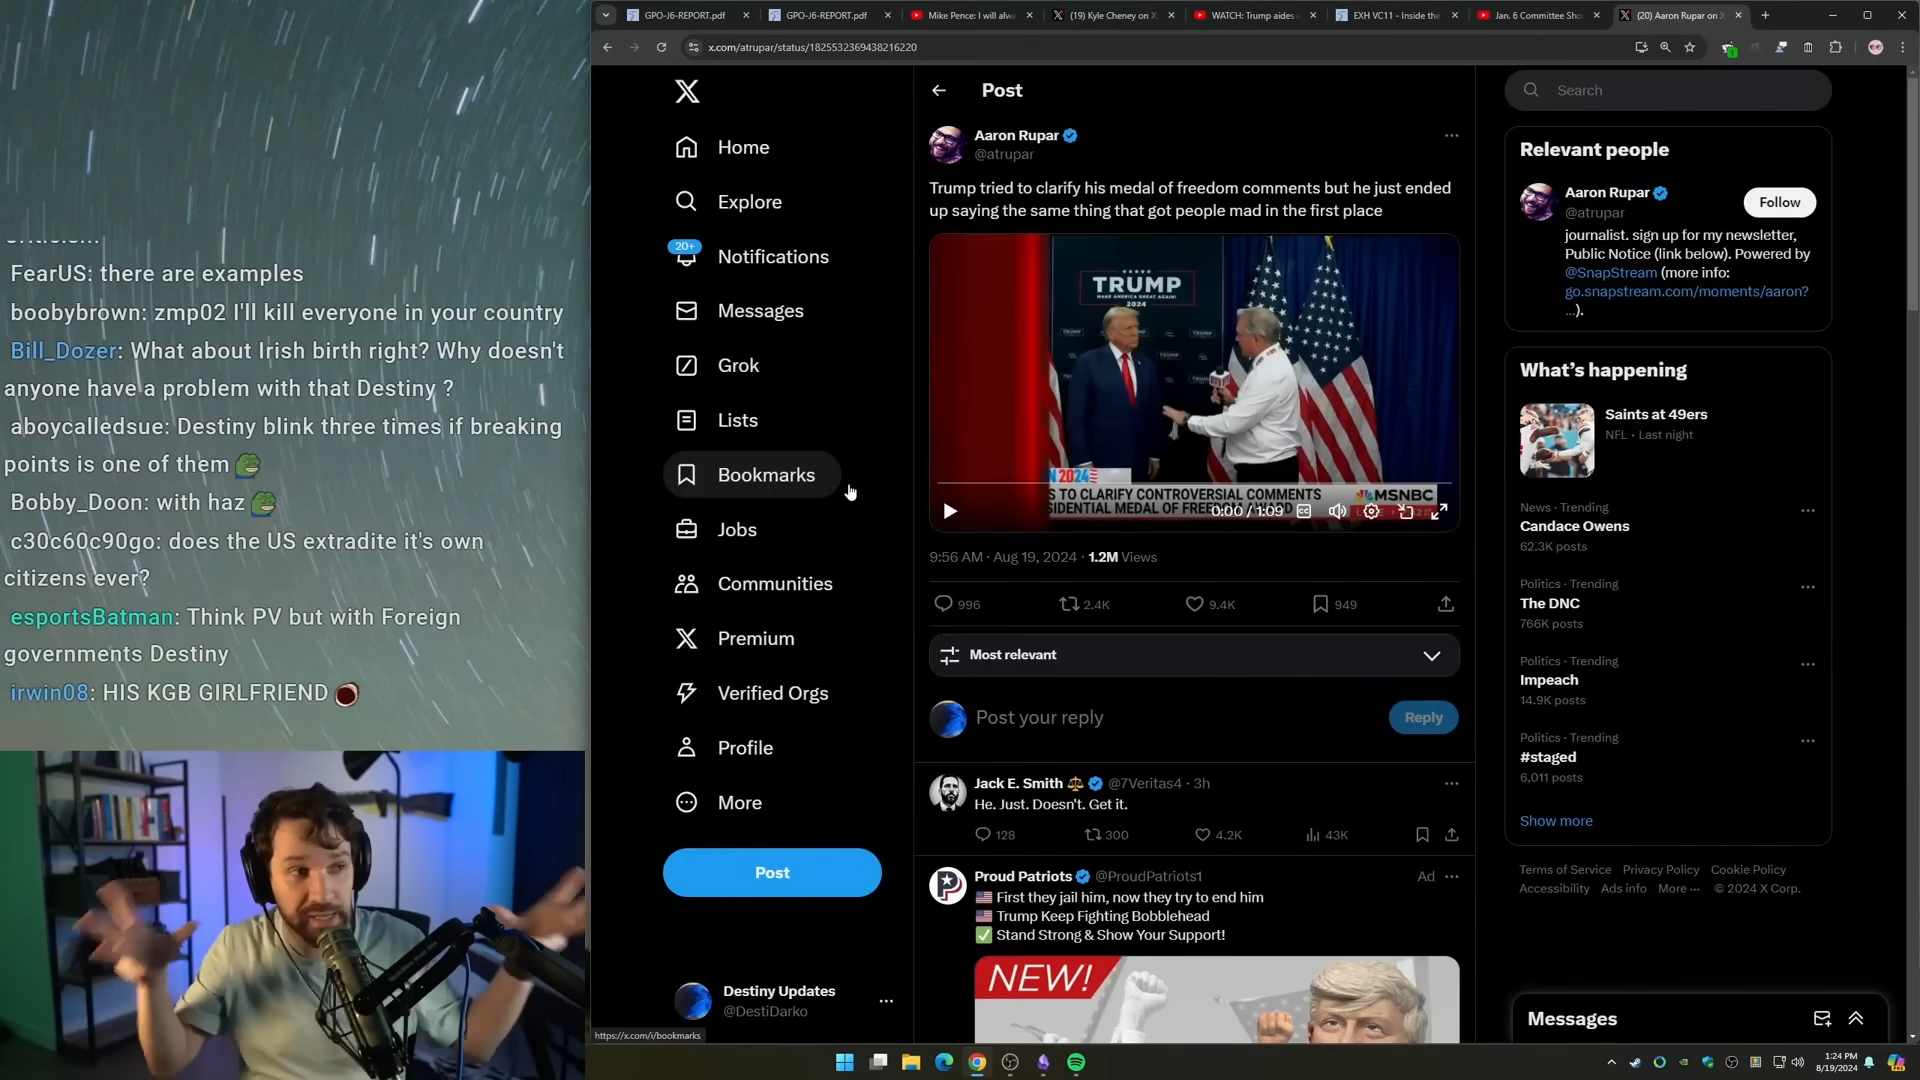 FearUS: there are examples
boobybrown: zmp02 I'll kill everyone in your country
Bill_Dozer: What about Irish birth right? Why doesn't
anyone have a problem with that Destiny ?
aboycalledsue: Destiny blink three times if breaking
points is one of them
Bobby_Doon: with haz
c30c60c90go: does the US extradite it's own
citizens ever?
esportsBatman: Think PV but with Foreign
governments Destiny
irwin08: HIS KGB GIRLFRIEND
GPO-J6-REPORT.pdf
GPO-J6-REPORT.pdf
Mike Pence: I will alw
(19) Kyle Cheney on X
WATCH: Trump aides
EXH VC11 - Inside the
Jan. 6 Committee Sho
(20) Aaron Rupar on X
x.com/atrupar/status/1825532369438216220
Home
Explore
20+
Notifications
Messages
Grok
Lists
Bookmarks
Jobs
Communities
Premium
Verified Orgs
Profile
More
Post
Destiny Updates
@DestiDarko
https://x.com/i/bookmarks
Post
Aaron Rupar
@atrupar
Trump tried to clarify his medal of freedom comments but he just ended
up saying the same thing that got people mad in the first place
TRUMP
MAKE AMERICA GREAT AGAIN!
2024
TRUMP
N 2024
S TO CLARIFY CONTROVERSIAL COMMENTS
MSNBC
0:00 / 1:09
9:56 AM · Aug 19, 2024 · 1.2M Views
996
2.4K
9.4K
949
Most relevant
Post your reply
Reply
Jack E. Smith @7Veritas4 · 3h
He. Just. Doesn't. Get it.
128
300
4.2K
43K
Proud Patriots @ProudPatriots1
Ad
First they jail him, now they try to end him
Trump Keep Fighting Bobblehead
Stand Strong & Show Your Support!
NEW!
Search
Relevant people
Aaron Rupar
@atrupar
Follow
journalist. sign up for my newsletter,
Public Notice (link below). Powered by
@SnapStream (more info:
go.snapstream.com/moments/aaron?
...).
What's happening
Saints at 49ers
NFL · Last night
News · Trending
Candace Owens
62.3K posts
Politics · Trending
The DNC
766K posts
Politics · Trending
Impeach
14.9K posts
Politics · Trending
#staged
6,011 posts
Show more
Terms of Service Privacy Policy Cookie Policy
Accessibility Ads info More ··· © 2024 X Corp.
Messages
1:24 PM
8/19/2024